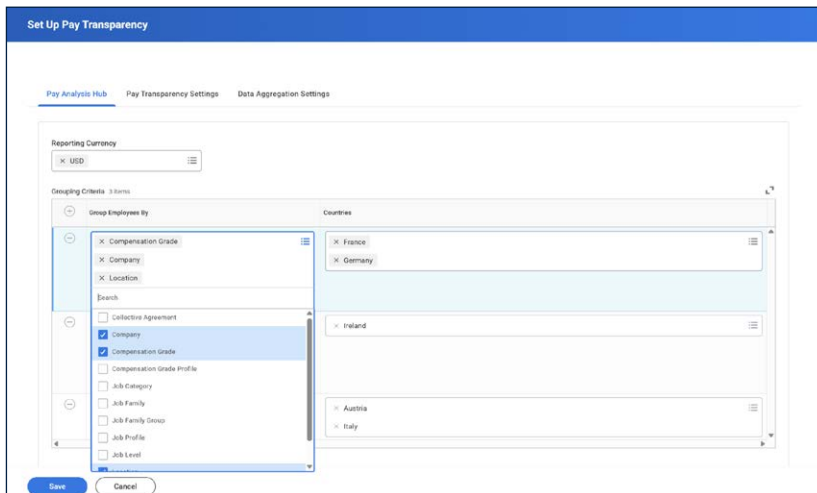 Set Up Pay Transparency
Pay Analysis Hub Pay Transparency Settings Data Aggregation Settings
Reporting Currency
× USD
Grouping Criteria 3 items
Group Employees By Countries
× Compensation Grade
× Company
× Location
Search
Collective Agreement
Company
Compensation Grade
Compensation Grade Profile
Job Category
Job Family
Job Family Group
Job Profile
Job Level
Location
× France
× Germany
× Ireland
× Austria
× Italy
Save Cancel